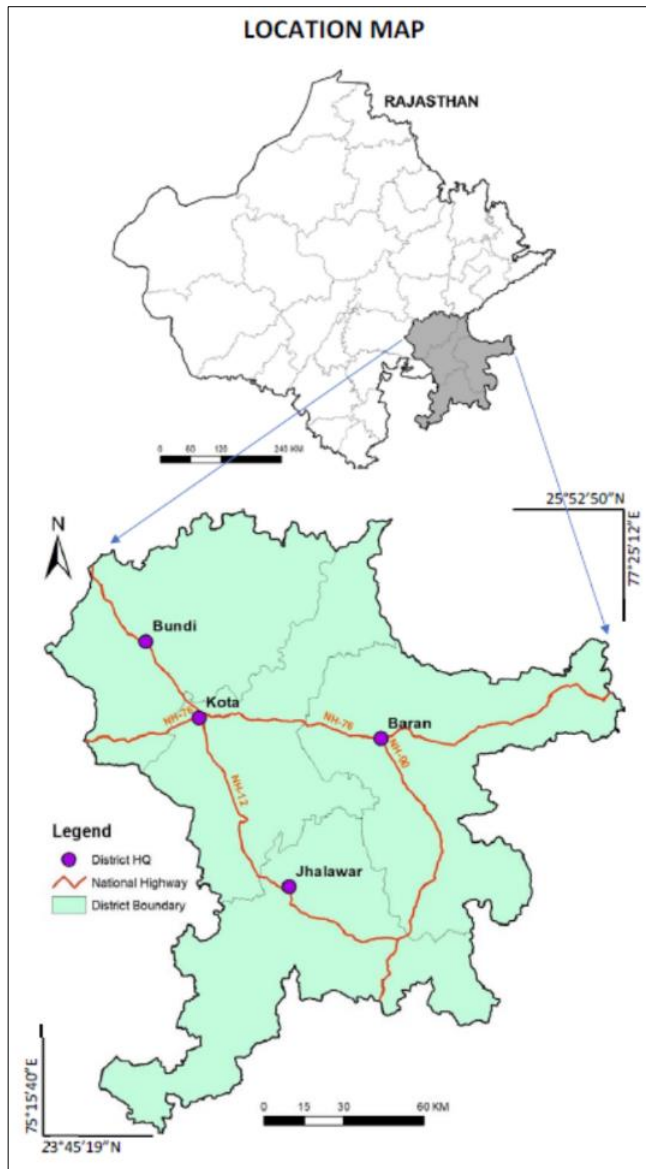 LOCATION MAP
RAJASTHAN
0 60 120 245 KM
25°52'50"N
77°25'12"E
N
Bundi
Kota
NH-76
NH-76
Baran
NH-90
NH-12
Legend
District HQ
National Highway
District Boundary
Jhalawar
75°15'40"E
23°45'19"N
0 15 30 60 KM